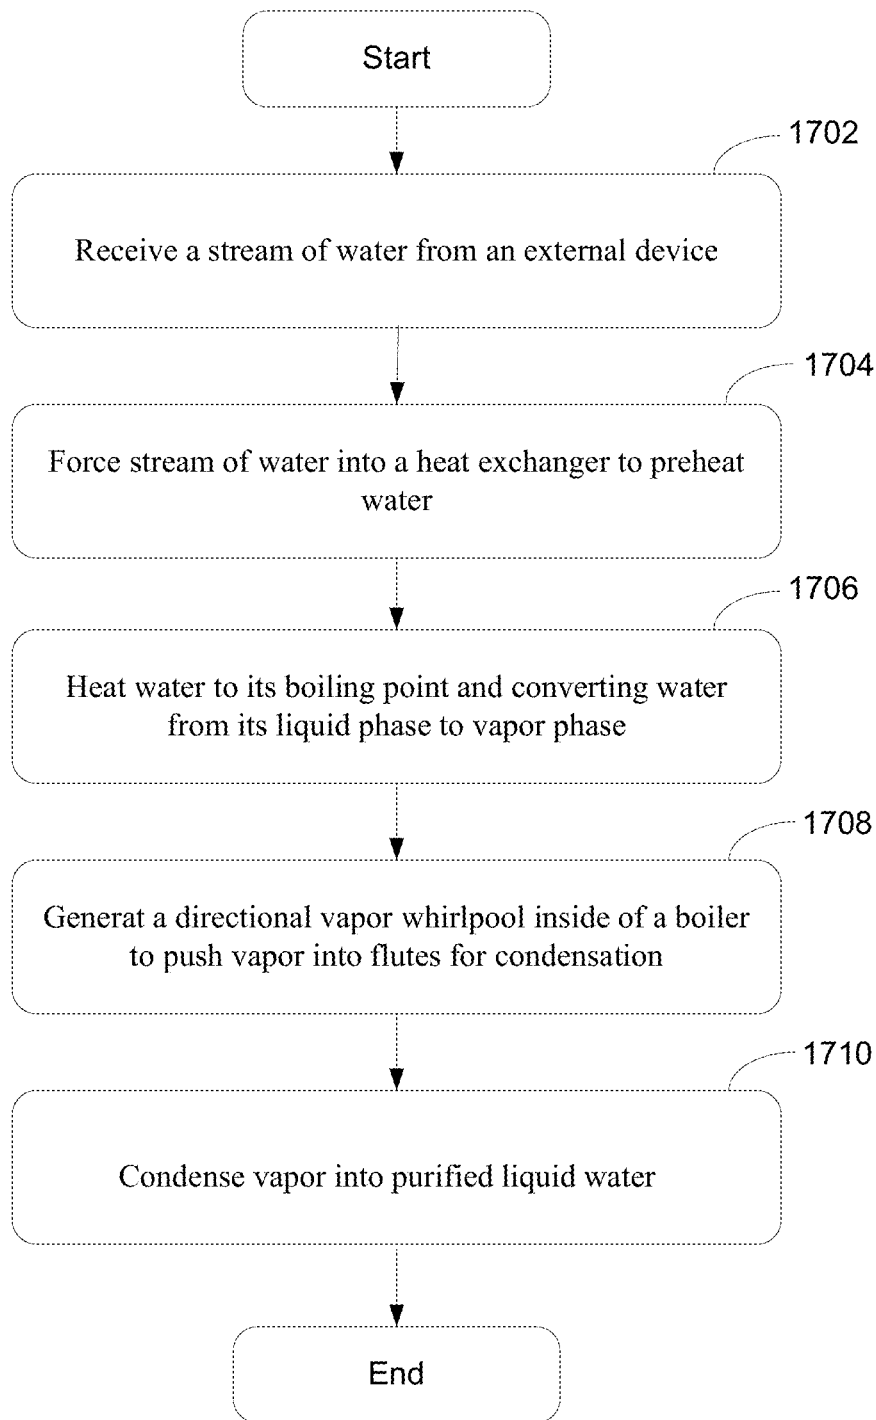 Start
1702
Receive a stream of water from an external device
1704
Force stream of water into a heat exchanger to preheat
water
1706
Heat water to its boiling point and converting water
from its liquid phase to vapor phase
1708
Generat a directional vapor whirlpool inside of a boiler
to push vapor into flutes for condensation
1710
Condense vapor into purified liquid water
End